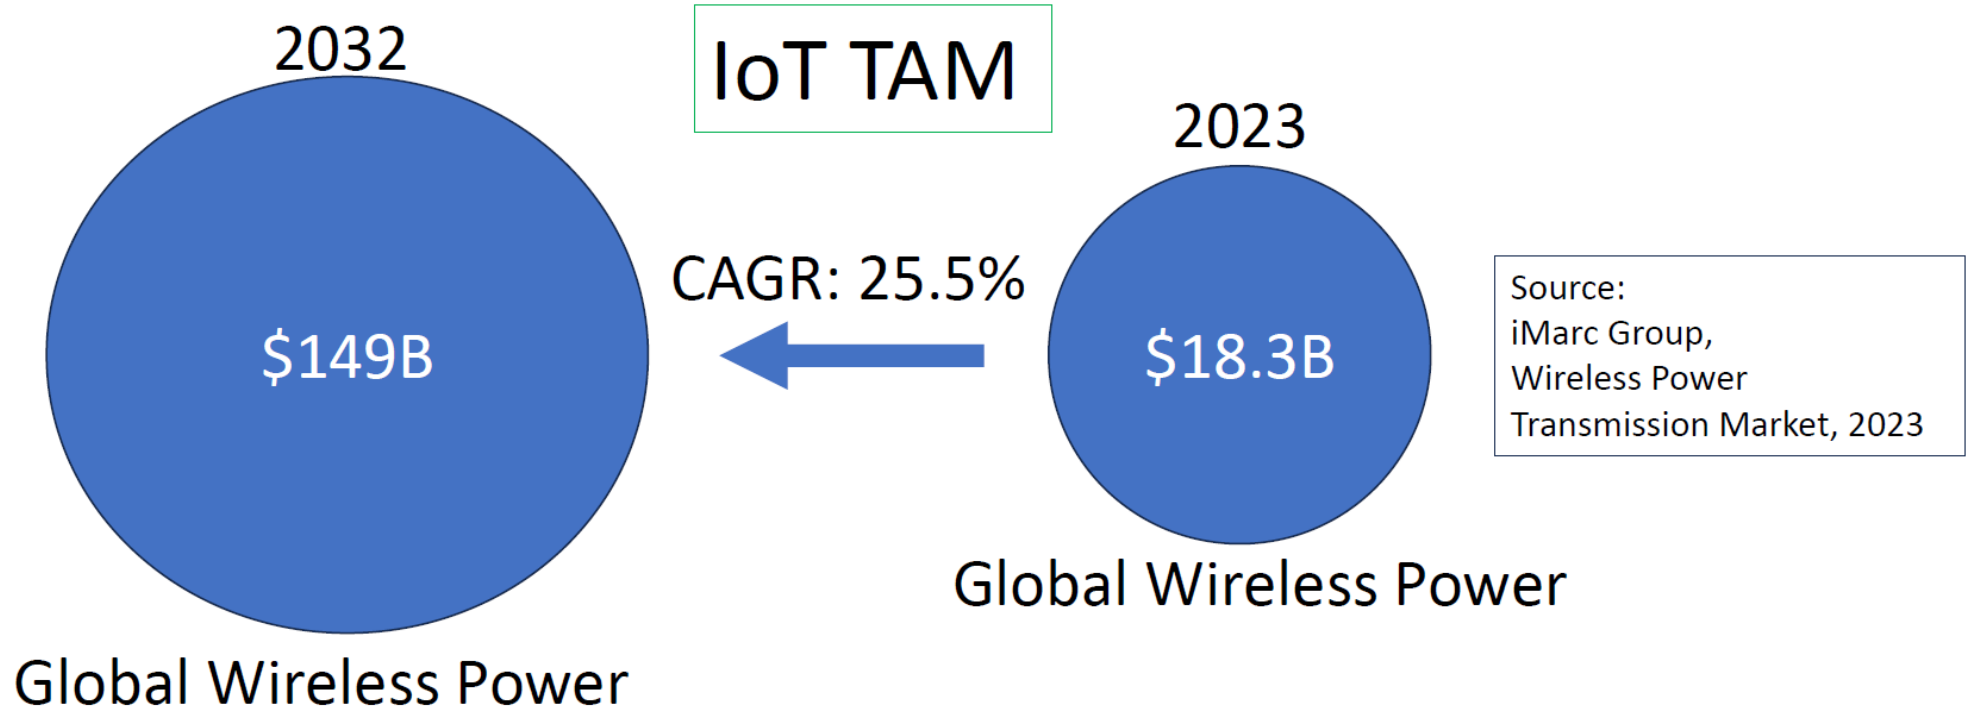 IoT TAM
2032
$149B
Global Wireless Power
CAGR: 25.5%
2023
$18.3B
Global Wireless Power
Source:
iMarc Group,
Wireless Power
Transmission Market, 2023